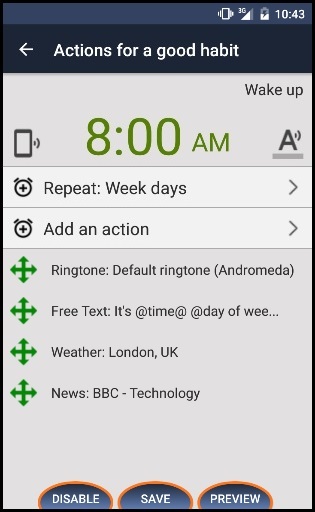 3G 10:43
Actions for a good habit
Wake up
8:00 AM
A
Repeat: Week days
Add an action
Ringtone: Default ringtone (Andromeda)
Free Text: It's @time@ @day of wee...
Weather: London, UK
News: BBC - Technology
DISABLE SAVE PREVIEW